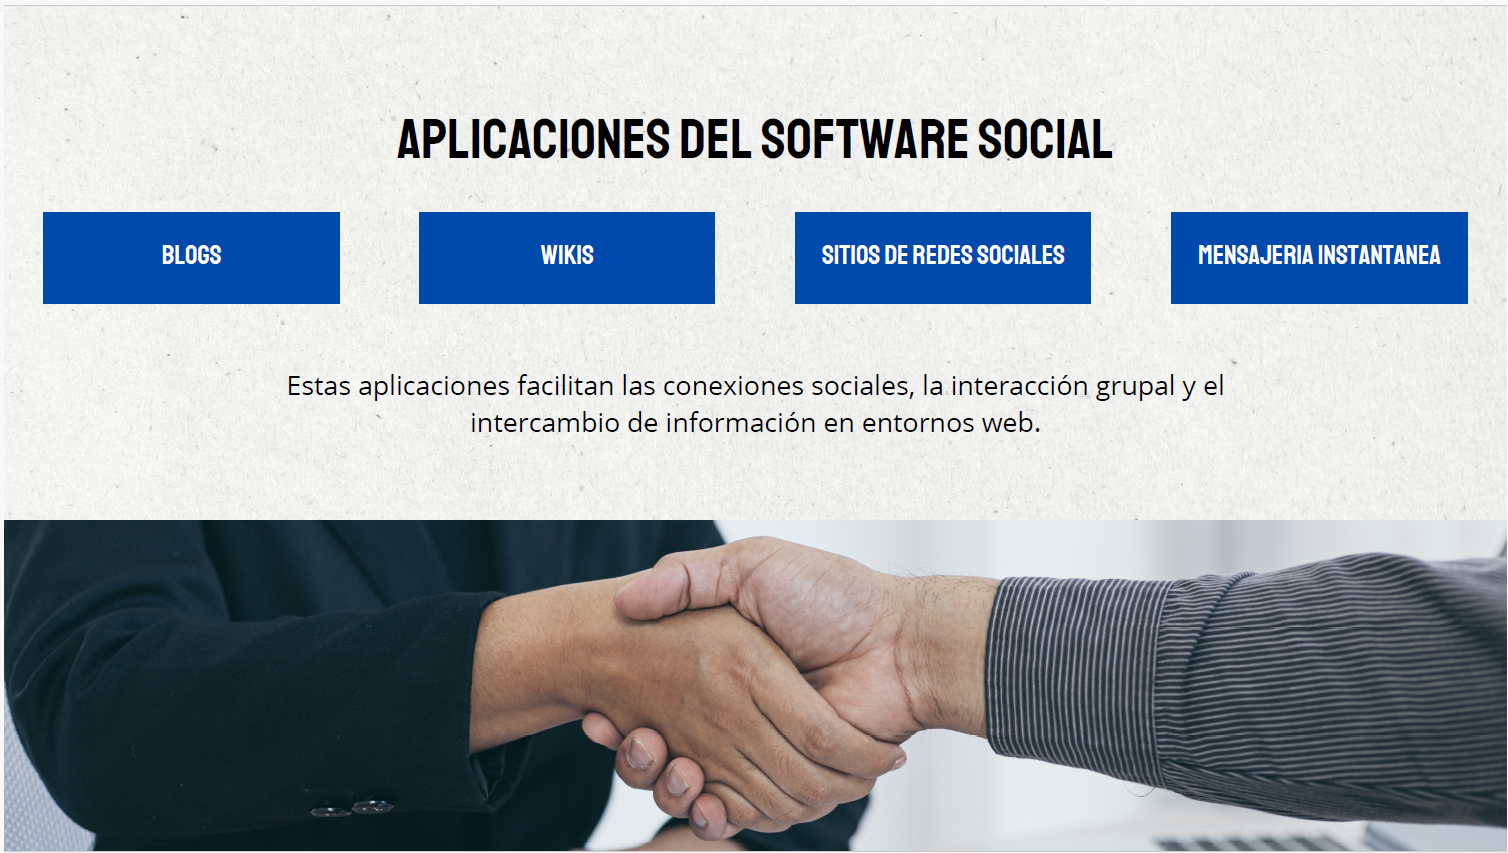 APLICACIONES DEL SOFTWARE SOCIAL
BLOGS
WIKIS
SITIOS DE REDES SOCIALES
MENSAJERIA INSTANTANEA
Estas aplicaciones facilitan las conexiones sociales, la interacción grupal y el
intercambio de información en entornos web.